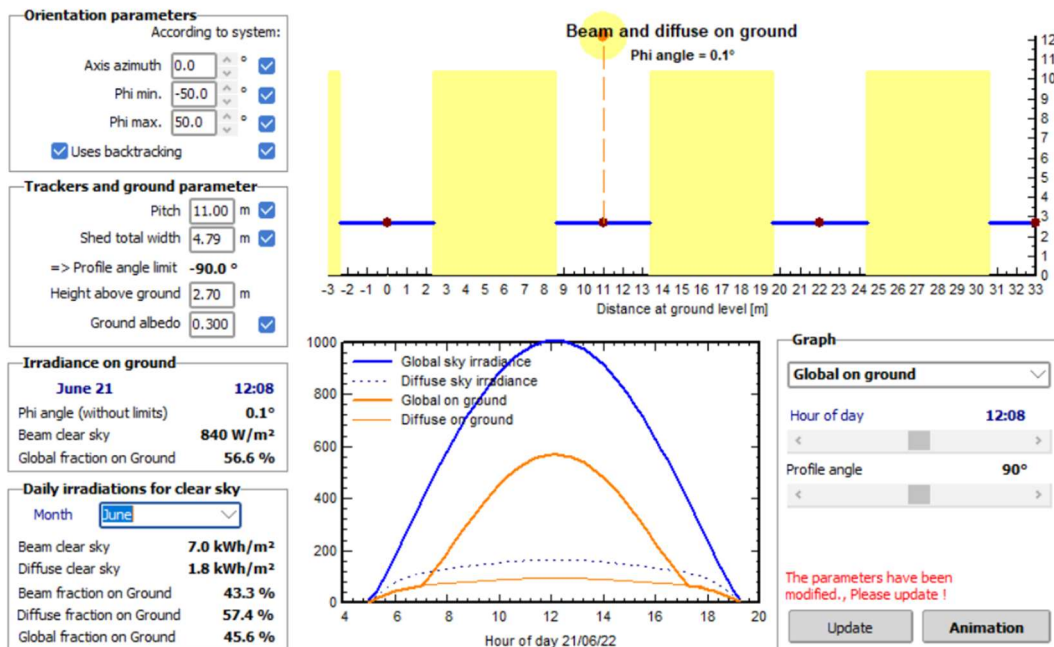 Orientation parameters
According to system:
Axis azimuth 0.0 °
Phi min. -50.0 °
Phi max. 50.0 °
Uses backtracking
Trackers and ground parameter
Pitch 11.00 m
Shed total width 4.79 m
=> Profile angle limit -90.0 °
Height above ground 2.70 m
Ground albedo 0.300
Irradiance on ground
June 21 12:08
Phi angle (without limits) 0.1°
Beam clear sky 840 W/m²
Global fraction on Ground 56.6 %
Daily irradiations for clear sky
Month June
Beam clear sky 7.0 kWh/m²
Diffuse clear sky 1.8 kWh/m²
Beam fraction on Ground 43.3 %
Diffuse fraction on Ground 57.4 %
Global fraction on Ground 45.6 %
Beam and diffuse on ground
Phi angle = 0.1°
12
11
10
9
8
7
6
5
4
3
2
1
0
-3 -2 -1 0 1 2 3 4 5 6 7 8 9 10 11 12 13 14 15 16 17 18 19 20 21 22 23 24 25 26 27 28 29 30 31 32 33
Distance at ground level [m]
1000
800
600
400
200
0
Global sky irradiance
Diffuse sky irradiance
Global on ground
Diffuse on ground
4 6 8 10 12 14 16 18 20
Hour of day 21/06/22
Graph
Global on ground
Hour of day 12:08
Profile angle 90°
The parameters have been
modified., Please update !
Update Animation